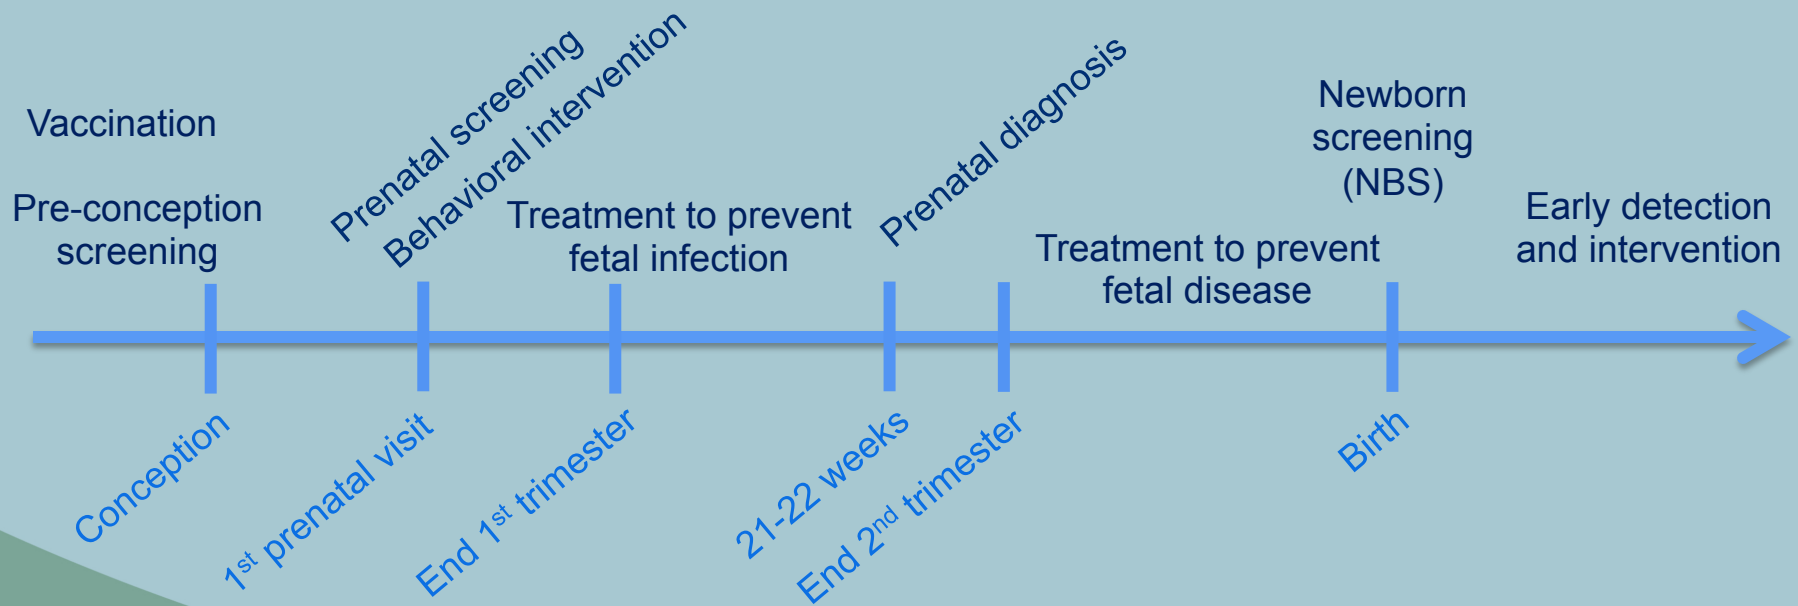 Vaccination
Pre-conception
screening
Prenatal screening
Behavioral intervention
Treatment to prevent
fetal infection
Prenatal diagnosis
Treatment to prevent
fetal disease
Newborn
screening
(NBS)
Early detection
and intervention
Conception
1st prenatal visit
End 1st trimester
21-22 weeks
End 2nd trimester
Birth